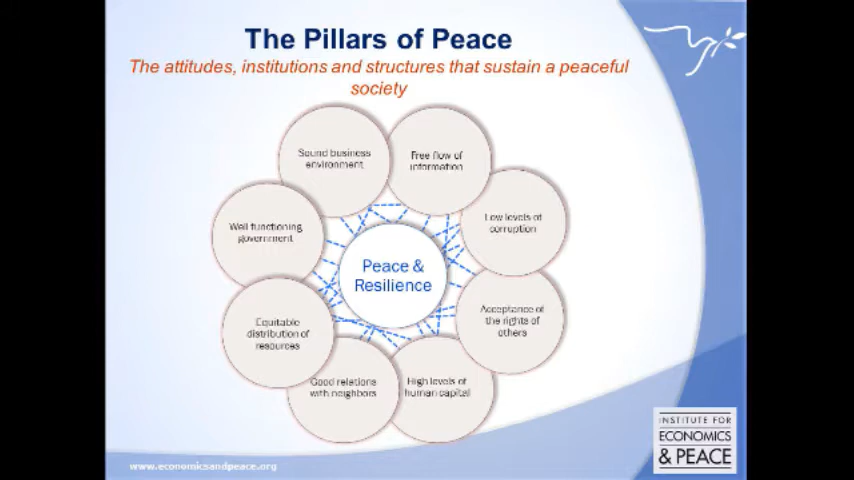 The Pillars of Peace
The attitudes, institutions and structures that sustain a peaceful
society
Sound business
environment
Free flow of
information
Low levels of
corruption
Acceptance of
the rights of
others
High levels of
human capital
Good relations
with neighbors
Equitable
distribution of
resources
Well functioning
government
Peace &
Resilience
INSTITUTE FOR
ECONOMICS
& PEACE
www.economicsandpeace.org